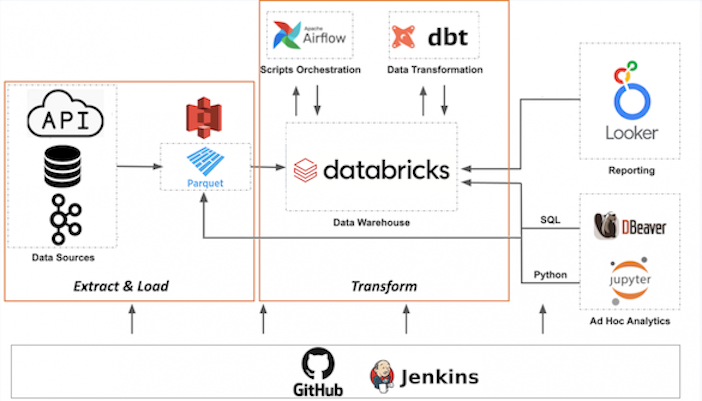 Apache
Airflow
dbt
Scripts Orchestration
Data Transformation
API
Parquet
databricks
Looker
Reporting
Data Warehouse
SQL
DBeaver
Data Sources
Python
jupyter
Extract & Load
Transform
Ad Hoc Analytics
GitHub
Jenkins